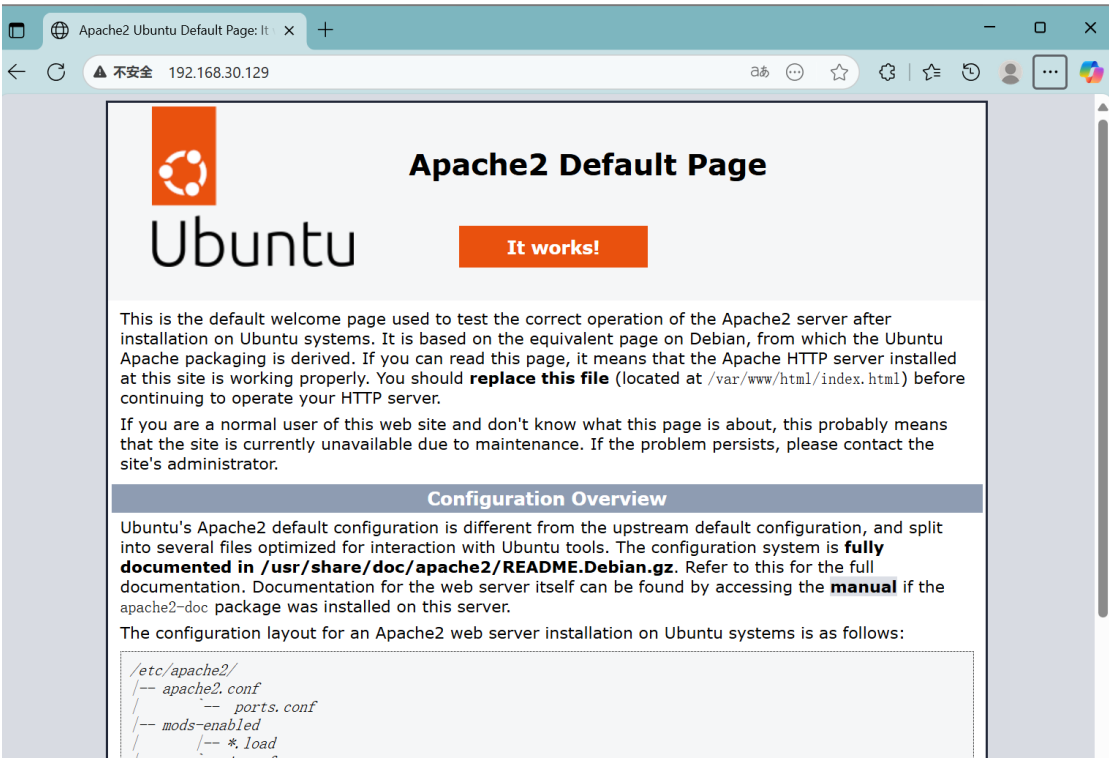 Apache2 Ubuntu Default Page: It
不安全 192.168.30.129
Apache2 Default Page
Ubuntu
It works!
This is the default welcome page used to test the correct operation of the Apache2 server after
installation on Ubuntu systems. It is based on the equivalent page on Debian, from which the Ubuntu
Apache packaging is derived. If you can read this page, it means that the Apache HTTP server installed
at this site is working properly. You should replace this file (located at /var/www/html/index.html) before
continuing to operate your HTTP server.
If you are a normal user of this web site and don't know what this page is about, this probably means
that the site is currently unavailable due to maintenance. If the problem persists, please contact the
site's administrator.
Configuration Overview
Ubuntu's Apache2 default configuration is different from the upstream default configuration, and split
into several files optimized for interaction with Ubuntu tools. The configuration system is fully
documented in /usr/share/doc/apache2/README.Debian.gz. Refer to this for the full
documentation. Documentation for the web server itself can be found by accessing the manual if the
apache2-doc package was installed on this server.
The configuration layout for an Apache2 web server installation on Ubuntu systems is as follows:
/etc/apache2/
|-- apache2.conf
|       `--  ports.conf
|-- mods-enabled
|       |-- *.load